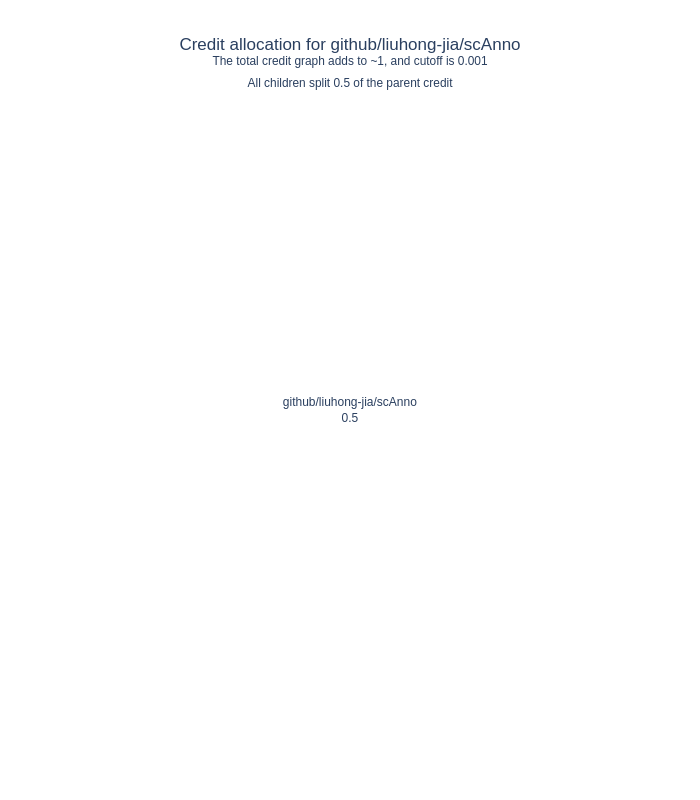 Credit allocation for github/liuhong-jia/scAnno
The total credit graph adds to ~1, and cutoff is 0.001
All children split 0.5 of the parent credit
github/liuhong-jia/scAnno
0.5